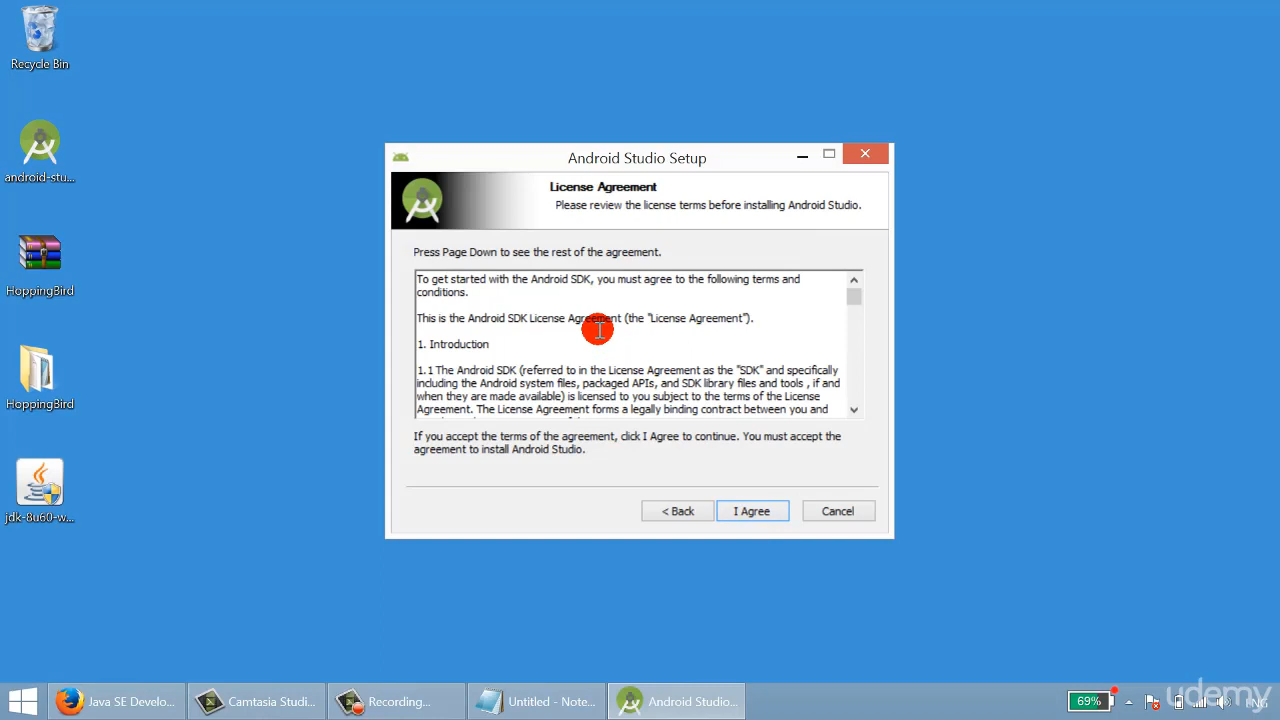 Recycle Bin
android-stu...
HoppingBird
HoppingBird
jdk-8u60-w...
Android Studio Setup
License Agreement
Please review the license terms before installing Android Studio.
Press Page Down to see the rest of the agreement.
To get started with the Android SDK, you must agree to the following terms and
conditions.
This is the Android SDK License Agreement (the "License Agreement").
1. Introduction
1.1 The Android SDK (referred to in the License Agreement as the "SDK" and specifically
including the Android system files, packaged APIs, and SDK library files and tools , if and
when they are made available) is licensed to you subject to the terms of the License
Agreement. The License Agreement forms a legally binding contract between you and
If you accept the terms of the agreement, click I Agree to continue. You must accept the
agreement to install Android Studio.
< Back
I Agree
Cancel
Java SE Develo...
Camtasia Studi...
Recording...
Untitled - Note...
Android Studio...
69%
ENG
udemy